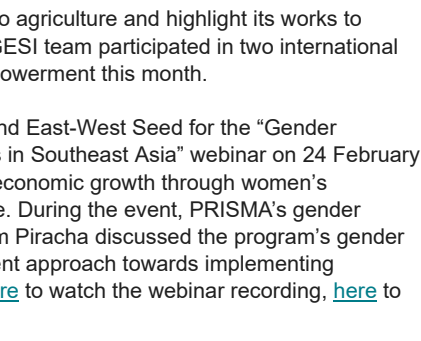 o agriculture and highlight its works to
ESI team participated in two international
owerment this month.
nd East-West Seed for the “Gender
s in Southeast Asia” webinar on 24 February
economic growth through women’s
e. During the event, PRISMA’s gender
m Piracha discussed the program’s gender
nt approach towards implementing
re to watch the webinar recording, here to